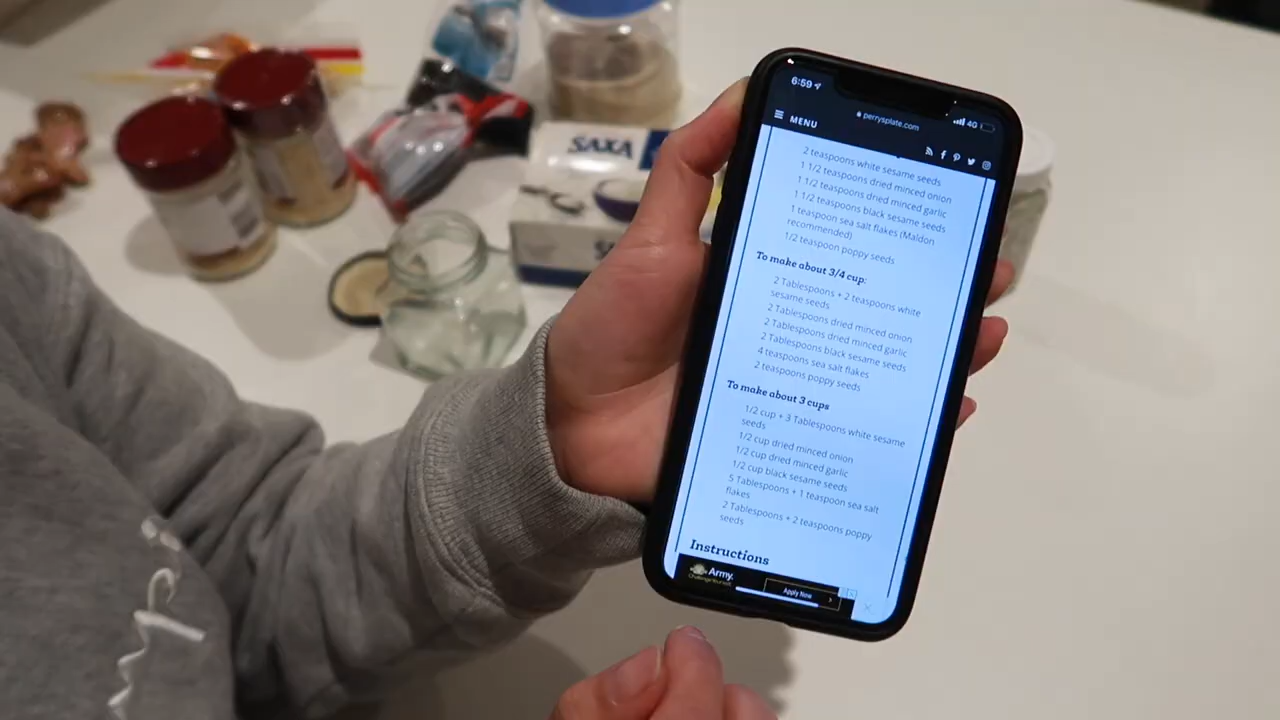 6:59
4G
perrysplate.com
MENU
2 teaspoons white sesame seeds
1 1/2 teaspoons dried minced onion
1 1/2 teaspoons dried minced garlic
1 1/2 teaspoons black sesame seeds
1 teaspoon sea salt flakes (Maldon
recommended)
1/2 teaspoon poppy seeds
To make about 3/4 cup:
2 Tablespoons + 2 teaspoons white
sesame seeds
2 Tablespoons dried minced onion
2 Tablespoons dried minced garlic
2 Tablespoons black sesame seeds
4 teaspoons sea salt flakes
2 teaspoons poppy seeds
To make about 3 cups
1/2 cup + 3 Tablespoons white sesame
seeds
1/2 cup dried minced onion
1/2 cup dried minced garlic
1/2 cup black sesame seeds
5 Tablespoons + 1 teaspoon sea salt
flakes
2 Tablespoons + 2 teaspoons poppy
seeds
Instructions
Army.
Apply Now
SAXA